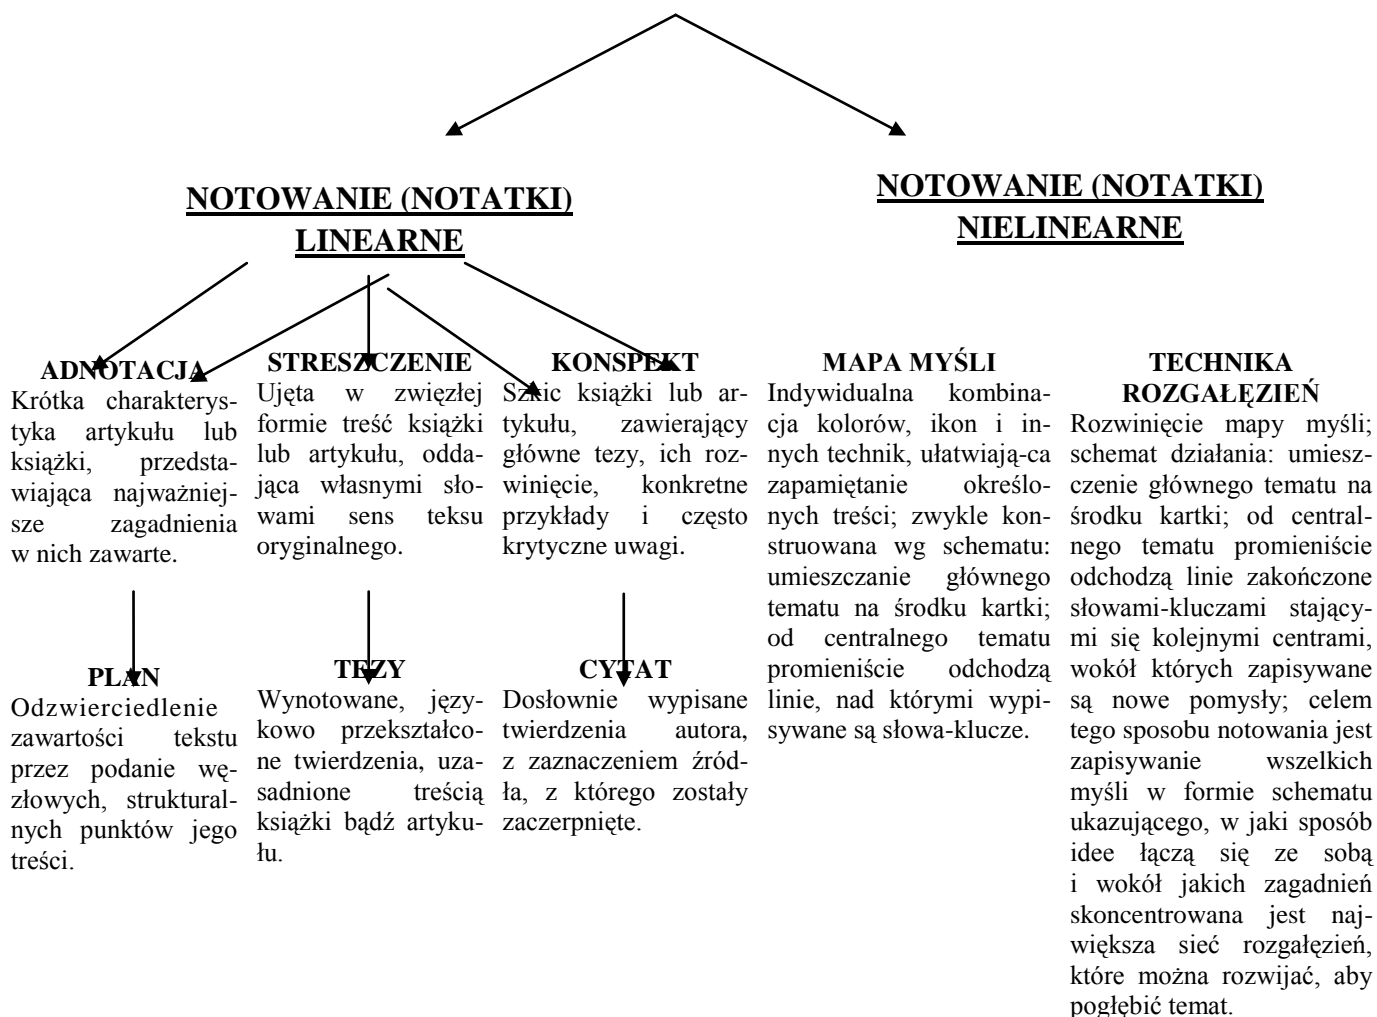 NOTOWANIE (NOTATKI)
LINEARNE
NOTOWANIE (NOTATKI)
NIELINEARNE
ADNOTACJA
Krótka charakterys-
tyka artykułu lub
książki, przedsta-
wiająca najważniej-
sze zagadnienia
w nich zawarte.
STRESZCZENIE
Ujęta w zwięzłej
formie treść książki
lub artykułu, odda-
jąca własnymi sło-
wami sens teksu
oryginalnego.
KONSPEKT
Szkic książki lub ar-
tykułu, zawierający
główne tezy, ich roz-
winięcie, konkretne
przykłady i często
krytyczne uwagi.
MAPA MYŚLI
Indywidualna kombina-
cja kolorów, ikon i in-
nych technik, ułatwiają-ca
zapamiętanie określo-
nych treści; zwykle kon-
struowana wg schematu:
umieszczanie głównego
tematu na środku kartki;
od centralnego tematu
promieniście odchodzą
linie, nad którymi wypi-
sywane są słowa-klucze.
TECHNIKA
ROZGAŁĘZIEŃ
Rozwinięcie mapy myśli;
schemat działania: umiesz-
czenie głównego tematu na
środku kartki; od central-
nego tematu promieniście
odchodzą linie zakończone
słowami-kluczami stający-
mi się kolejnymi centrami,
wokół których zapisywane
są nowe pomysły; celem
tego sposobu notowania jest
zapisywanie wszelkich
myśli w formie schematu
ukazującego, w jaki sposób
idee łączą się ze sobą
i wokół jakich zagadnień
skoncentrowana jest naj-
większa sieć rozgałęzień,
które można rozwijać, aby
pogłębić temat.
PLAN
Odzwierciedlenie
zawartości tekstu
przez podanie wę-
złowych, struktural-
nych punktów jego
treści.
TEZY
Wynotowane, języ-
kowo przekształco-
ne twierdzenia, uza-
sadnione treścią
książki bądź artyku-
łu.
CYTAT
Dosłownie wypisane
twierdzenia autora,
z zaznaczeniem źród-
ła, z którego zostały
zaczerpnięte.